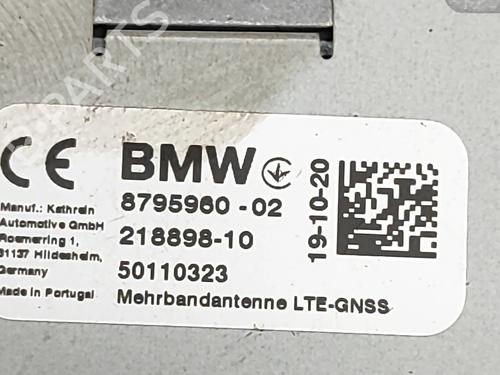 PARTS
CE
BMW
8795960 - 02
218898-10
50110323
Mehrbandantenne LTE-GNSS
Manuf.: Kathrein
Automotive GmbH
Roemerring 1,
31137 Hildesheim,
Germany
Made in Portugal
19-10-20